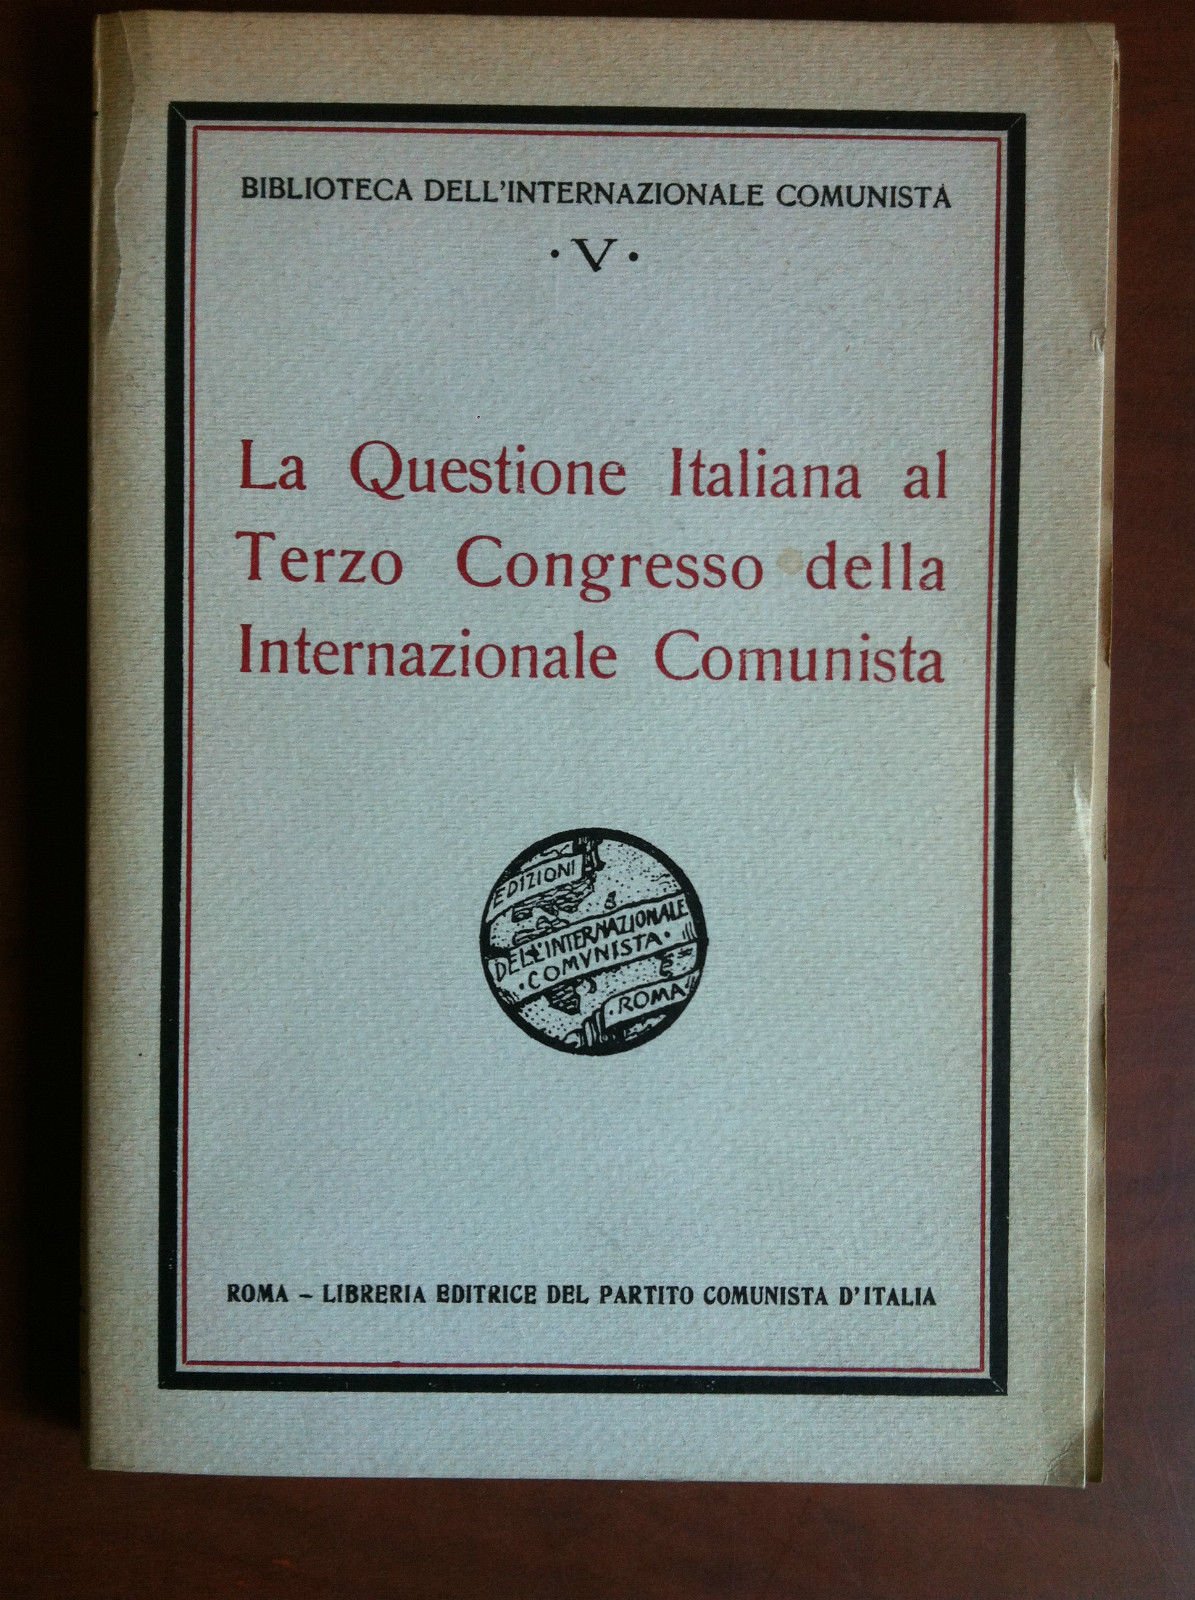 BIBLIOTECA DELL'INTERNAZIONALE COMUNISTA
· V ·
La Questione Italiana al
Terzo Congresso della
Internazionale Comunista
EDIZIONI
DELL'INTERNAZIONALE
· COMVNISTA ·
· ROMA ·
ROMA – LIBRERIA EDITRICE DEL PARTITO COMUNISTA D'ITALIA